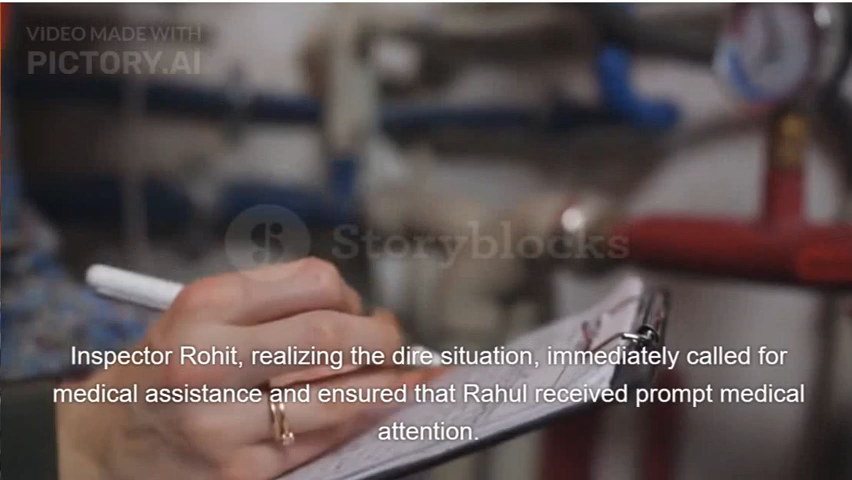 VIDEO MADE WITH
PICTORY.AI
Storyblocks
Inspector Rohit, realizing the dire situation, immediately called for
medical assistance and ensured that Rahul received prompt medical
attention.